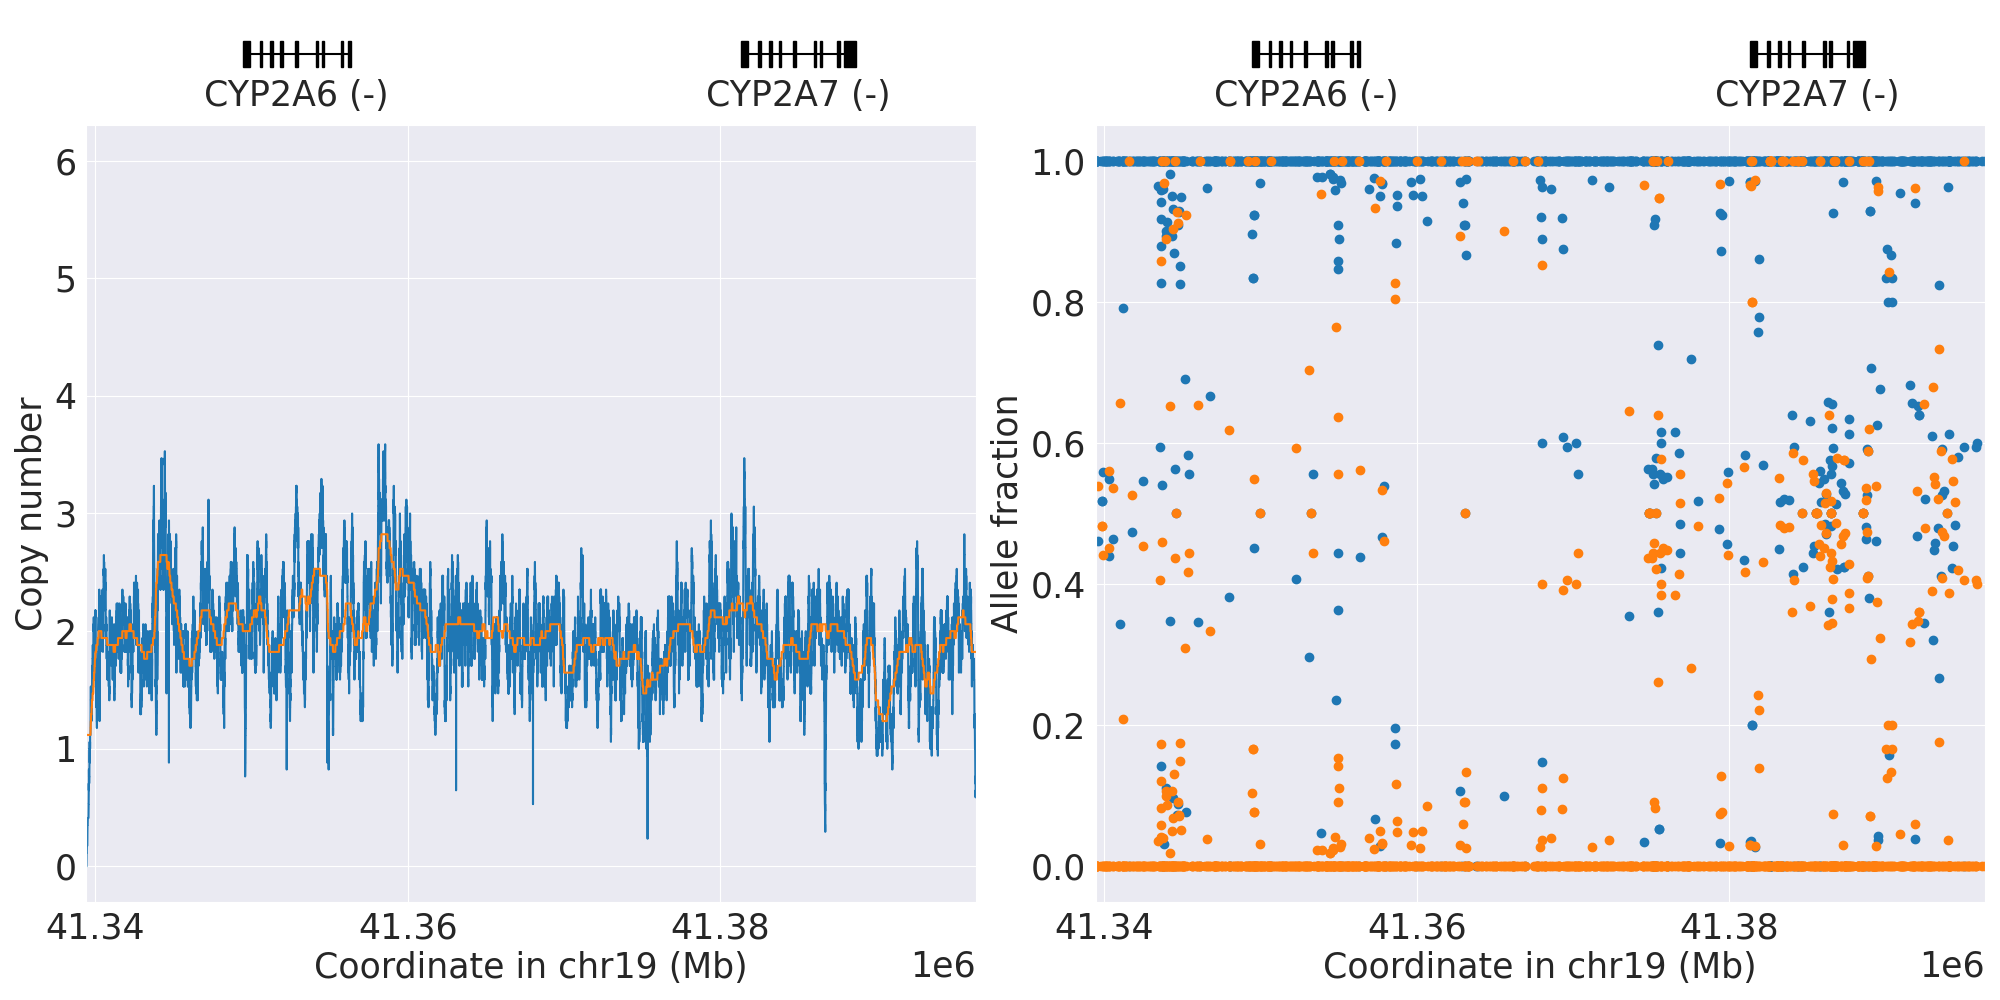 CYP2A6 (-) CYP2A7 (-)
6
5
4
3
2
1
0
Copy number
41.34 41.36 41.38
Coordinate in chr19 (Mb) 1e6
CYP2A6 (-) CYP2A7 (-)
1.0
0.8
0.6
0.4
0.2
0.0
Allele fraction
41.34 41.36 41.38
Coordinate in chr19 (Mb) 1e6